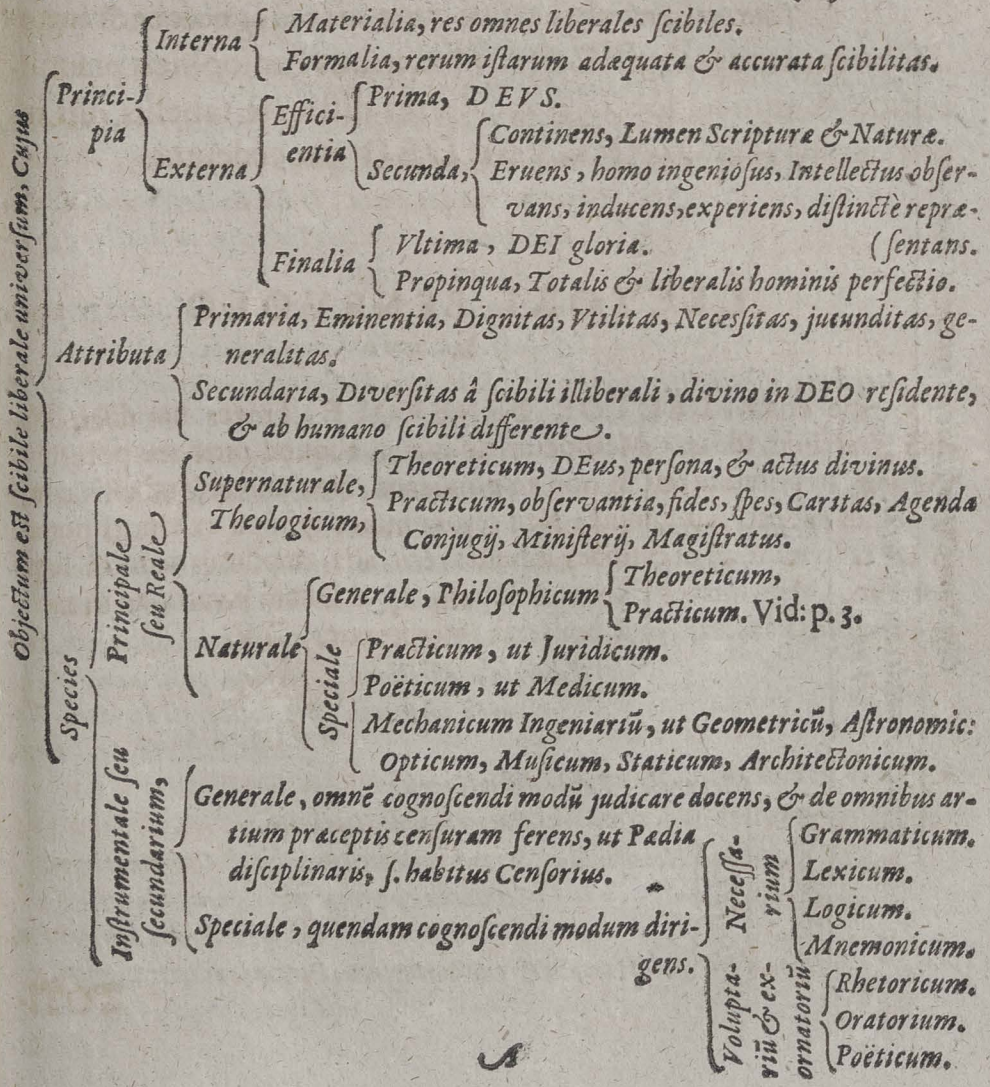 Objectum est ſcibile liberale univerſum, Cujus
Princi-
pia
Interna
Materialia, res omnes liberales ſcibiles.
Formalia, rerum iſtarum adæquata & accurata ſcibilitas.
Externa
Effici-
entia
Prima, DEVS.
Secunda,
Continens, Lumen Scripturæ & Naturæ.
Eruens, homo ingenioſus, Intellectus obſer-
vans, inducens, experiens, diſtinctè repræ-
(ſentans.
Finalia
Vltima, DEI gloria.
Propinqua, Totalis & liberalis hominis perfectio.
Attributa
Primaria, Eminentia, Dignitas, Vtilitas, Neceſsitas, jucunditas, ge-
neralitas.
Secundaria, Diverſitas â ſcibili illiberali, divino in DEO reſidente,
& ab humano ſcibili differente.
Species
Principale
ſeu Reale
Supernaturale,
Theologicum,
Theoreticum, DEus, perſona, & actus divinus.
Practicum, obſervantia, fides, ſpes, Caritas, Agenda
Conjugij, Miniſterij, Magiſtratus.
Naturale
Generale, Philoſophicum
Theoreticum,
Practicum. Vid: p. 3.
Speciale
Practicum, ut Juridicum.
Poëticum, ut Medicum.
Mechanicum Ingeniariū, ut Geometricū, Aſtronomic:
Opticum, Muſicum, Staticum, Architectonicum.
Inſtrumentale ſeu
ſecundarium,
Generale, omnē cognoſcendi modū judicare docens, & de omnibus ar-
tium præceptis cenſuram ferens, ut Pædia
diſciplinaris, ſ. habitus Cenſorius.
Speciale, quendam cognoſcendi modum diri-
gens.
Neceſſa-
rium
Grammaticum.
Lexicum.
Logicum.
Mnemonicum.
Volupta-
riū & ex-
ornatoriū
Rhetoricum.
Oratorium.
Poëticum.